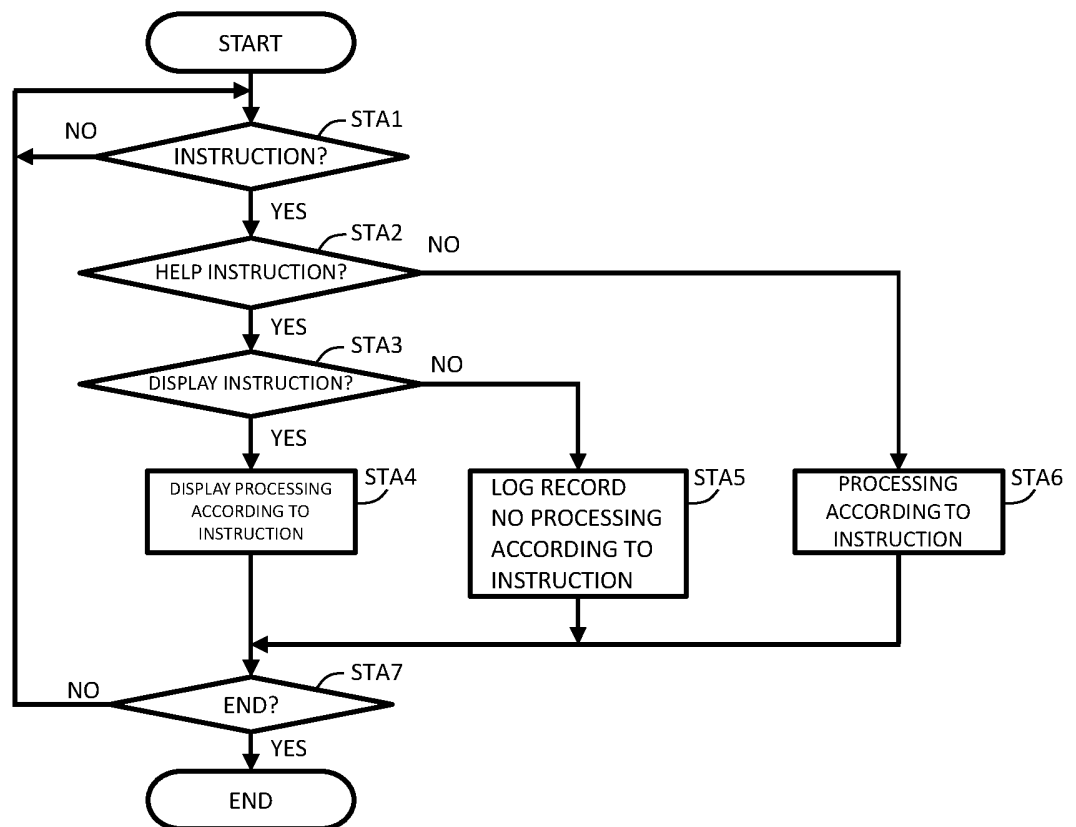 START
STA1
NO
INSTRUCTION?
YES
STA2
NO
HELP INSTRUCTION?
YES
STA3
NO
DISPLAY INSTRUCTION?
YES
DISPLAY PROCESSING
ACCORDING TO
INSTRUCTION
STA4
LOG RECORD
NO PROCESSING
ACCORDING TO
INSTRUCTION
STA5
PROCESSING
ACCORDING TO
INSTRUCTION
STA6
STA7
NO
END?
YES
END